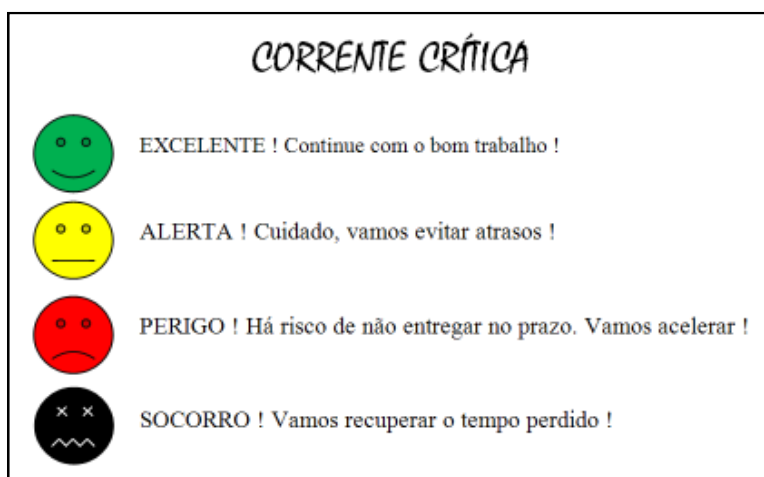 CORRENTE CRÍTICA
EXCELENTE ! Continue com o bom trabalho !
ALERTA ! Cuidado, vamos evitar atrasos !
PERIGO ! Há risco de não entregar no prazo. Vamos acelerar !
SOCORRO ! Vamos recuperar o tempo perdido !